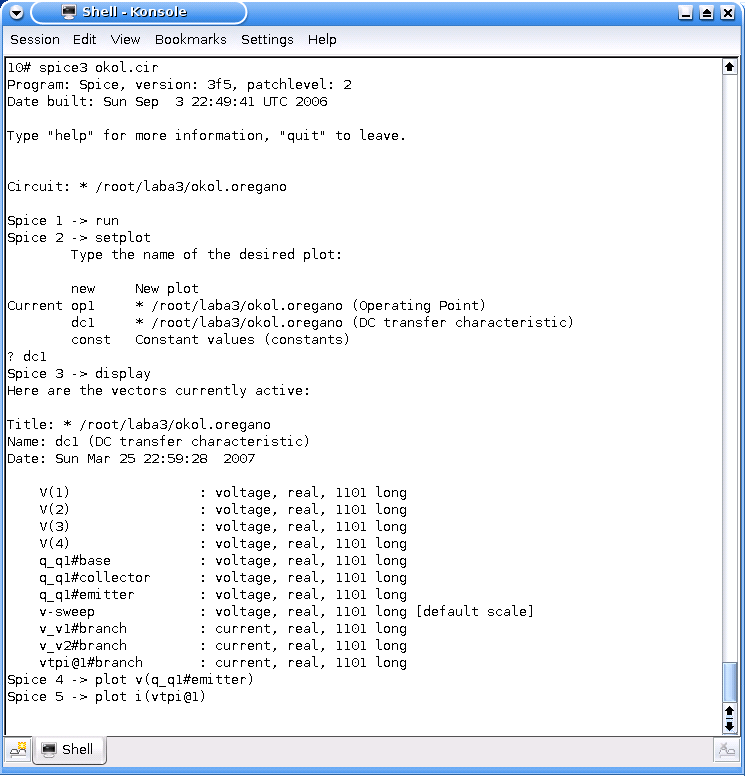 Shell - Konsole
Session Edit View Bookmarks Settings Help
10# spice3 okol.cir
Program: Spice, version: 3f5, patchlevel: 2
Date built: Sun Sep  3 22:49:41 UTC 2006
Type "help" for more information, "quit" to leave.
Circuit: * /root/laba3/okol.oregano
Spice 1 -> run
Spice 2 -> setplot
        Type the name of the desired plot:
        new     New plot
Current op1     * /root/laba3/okol.oregano (Operating Point)
        dc1     * /root/laba3/okol.oregano (DC transfer characteristic)
        const   Constant values (constants)
? dc1
Spice 3 -> display
Here are the vectors currently active:
Title: * /root/laba3/okol.oregano
Name: dc1 (DC transfer characteristic)
Date: Sun Mar 25 22:59:28  2007
    V(1)                : voltage, real, 1101 long
    V(2)                : voltage, real, 1101 long
    V(3)                : voltage, real, 1101 long
    V(4)                : voltage, real, 1101 long
    q_q1#base           : voltage, real, 1101 long
    q_q1#collector      : voltage, real, 1101 long
    q_q1#emitter        : voltage, real, 1101 long
    v-sweep             : voltage, real, 1101 long [default scale]
    v_v1#branch         : current, real, 1101 long
    v_v2#branch         : current, real, 1101 long
    vtpi@1#branch       : current, real, 1101 long
Spice 4 -> plot v(q_q1#emitter)
Spice 5 -> plot i(vtpi@1)
Shell